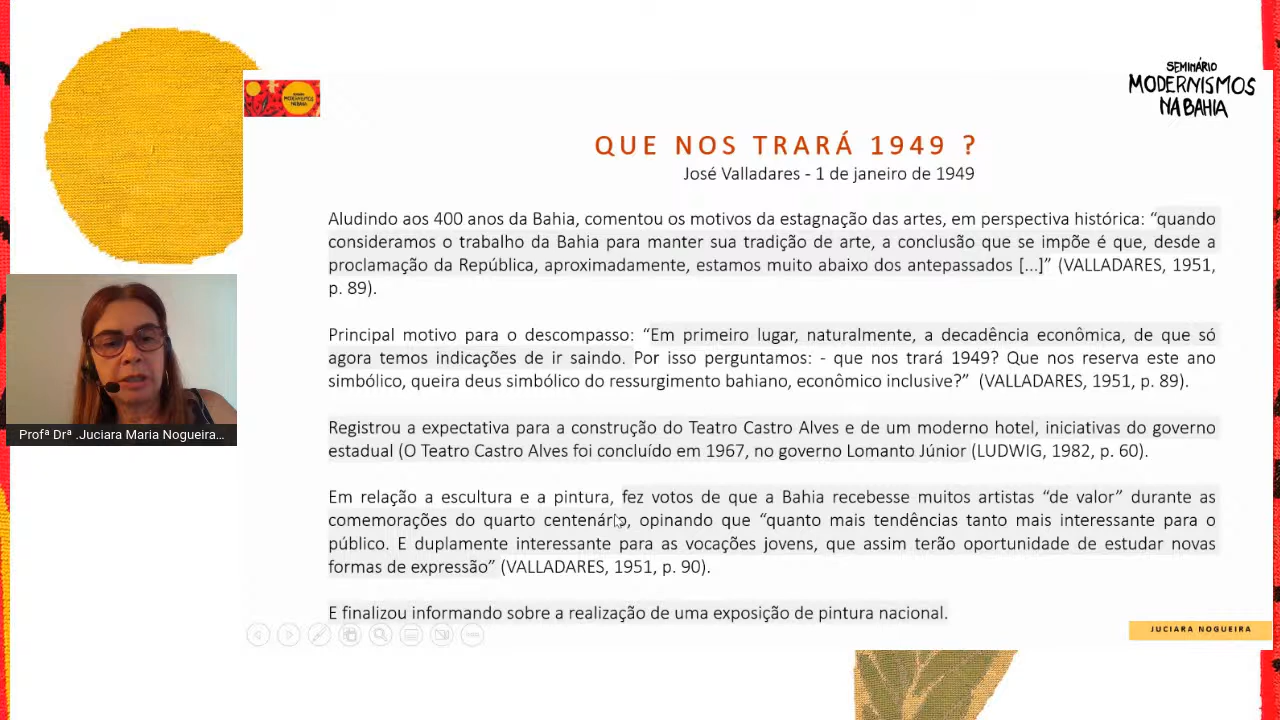 SEMINÁRIO
MODERNISMOS
NA BAHIA
MODERNISMOS
NA BAHIA
QUE NOS TRARÁ 1949 ?
José Valladares - 1 de janeiro de 1949
Aludindo aos 400 anos da Bahia, comentou os motivos da estagnação das artes, em perspectiva histórica: “quando
consideramos o trabalho da Bahia para manter sua tradição de arte, a conclusão que se impõe é que, desde a
proclamação da República, aproximadamente, estamos muito abaixo dos antepassados [...]” (VALLADARES, 1951,
p. 89).
Principal motivo para o descompasso: “Em primeiro lugar, naturalmente, a decadência econômica, de que só
agora temos indicações de ir saindo. Por isso perguntamos: - que nos trará 1949? Que nos reserva este ano
simbólico, queira deus simbólico do ressurgimento bahiano, econômico inclusive?” (VALLADARES, 1951, p. 89).
Registrou a expectativa para a construção do Teatro Castro Alves e de um moderno hotel, iniciativas do governo
estadual (O Teatro Castro Alves foi concluído em 1967, no governo Lomanto Júnior (LUDWIG, 1982, p. 60).
Em relação a escultura e a pintura, fez votos de que a Bahia recebesse muitos artistas “de valor” durante as
comemorações do quarto centenário, opinando que “quanto mais tendências tanto mais interessante para o
público. E duplamente interessante para as vocações jovens, que assim terão oportunidade de estudar novas
formas de expressão” (VALLADARES, 1951, p. 90).
E finalizou informando sobre a realização de uma exposição de pintura nacional.
Profª Drª .Juciara Maria Nogueira...
JUCIARA NOGUEIRA